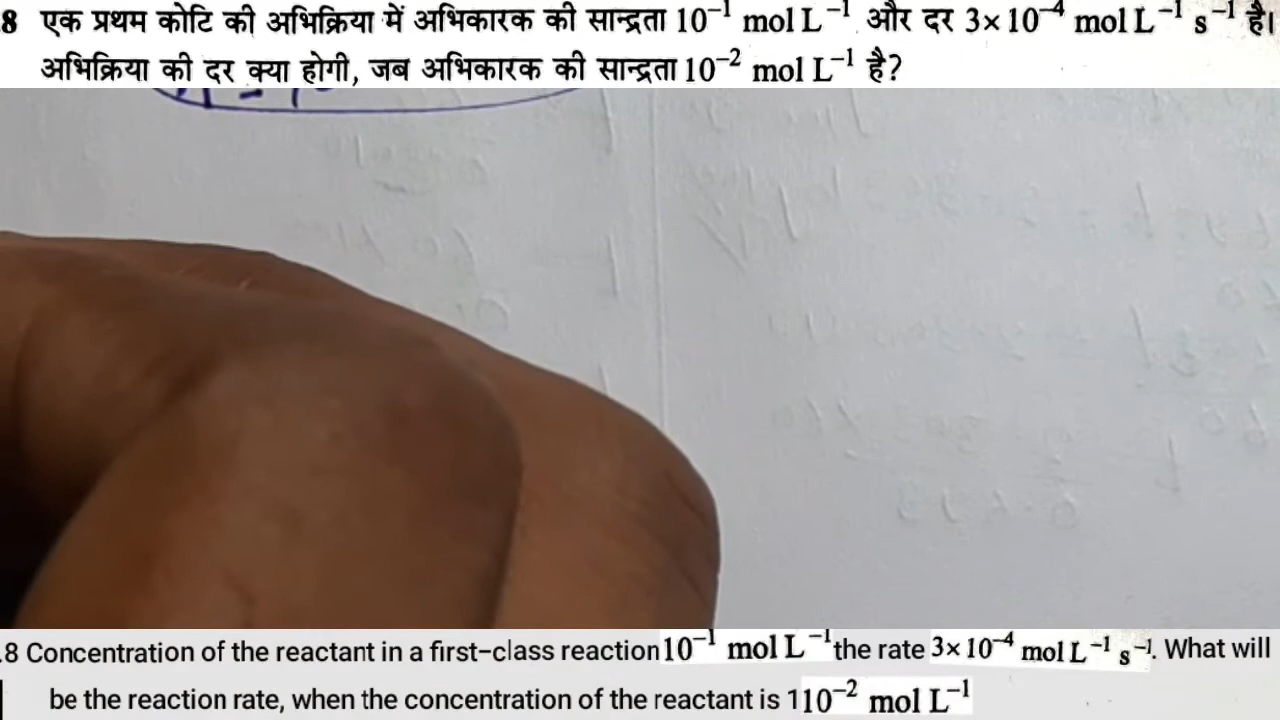 8 एक प्रथम कोटि की अभिक्रिया में अभिकारक की सान्द्रता 10⁻¹ mol L⁻¹ और दर 3×10⁻⁴ mol L⁻¹ s⁻¹ है।
अभिक्रिया की दर क्या होगी, जब अभिकारक की सान्द्रता 10⁻² mol L⁻¹ है?
.8 Concentration of the reactant in a first-class reaction 10⁻¹ mol L⁻¹ the rate 3×10⁻⁴ mol L⁻¹ s⁻¹. What will
be the reaction rate, when the concentration of the reactant is 110⁻² mol L⁻¹